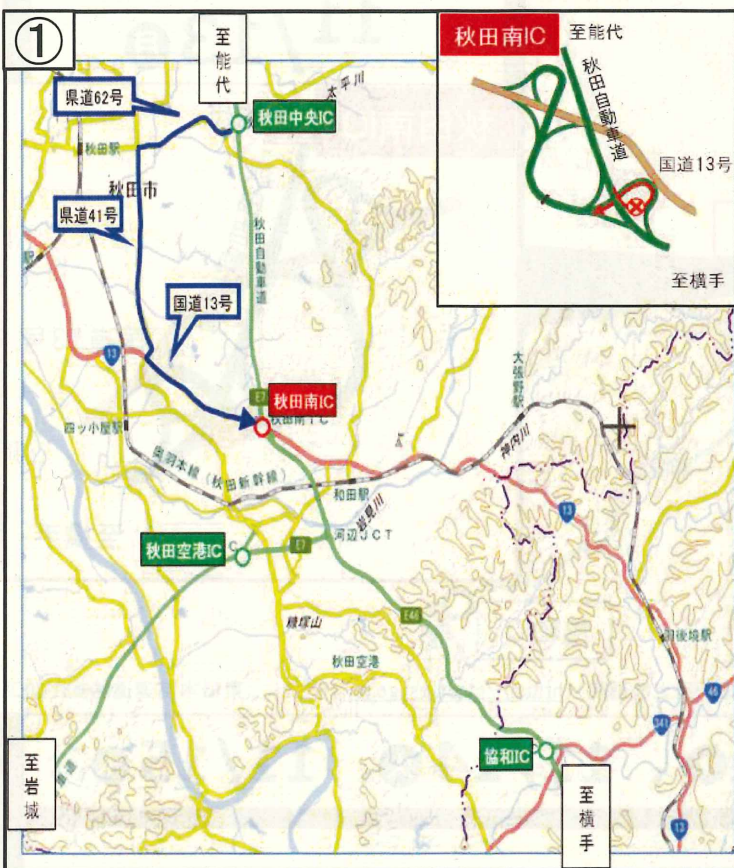 ①
至能代
秋田南IC
至能代
秋田自動車道
国道13号
至横手
県道62号
太平川
秋田中央IC
秋田駅
秋田市
県道41号
秋田自動車道
国道13号
13
大張野駅
E7
秋田南IC
秋田南IC
四ッ小屋駅
奥羽本線(秋田新幹線)
神内川
和田駅
岩見川
13
河辺JCT
秋田空港IC
E7
糠塚山
E46
羽後境駅
秋田空港
46
341
協和IC
至岩城
車道
至横手
13